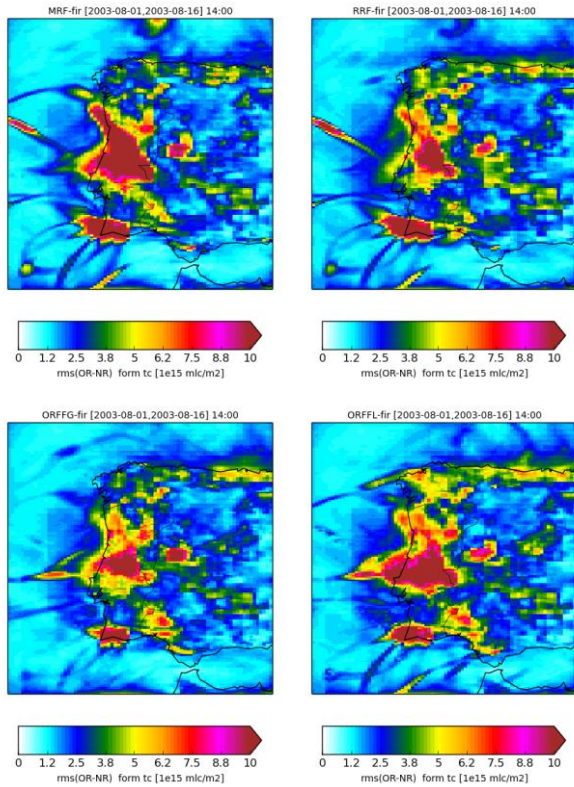 MRF-fir [2003-08-01,2003-08-16] 14:00
RRF-fir [2003-08-01,2003-08-16] 14:00
0 1.2 2.5 3.8 5 6.2 7.5 8.8 10
rms(OR-NR) form tc [1e15 mlc/m2]
0 1.2 2.5 3.8 5 6.2 7.5 8.8 10
rms(OR-NR) form tc [1e15 mlc/m2]
ORFFG-fir [2003-08-01,2003-08-16] 14:00
ORFFL-fir [2003-08-01,2003-08-16] 14:00
0 1.2 2.5 3.8 5 6.2 7.5 8.8 10
rms(OR-NR) form tc [1e15 mlc/m2]
0 1.2 2.5 3.8 5 6.2 7.5 8.8 10
rms(OR-NR) form tc [1e15 mlc/m2]